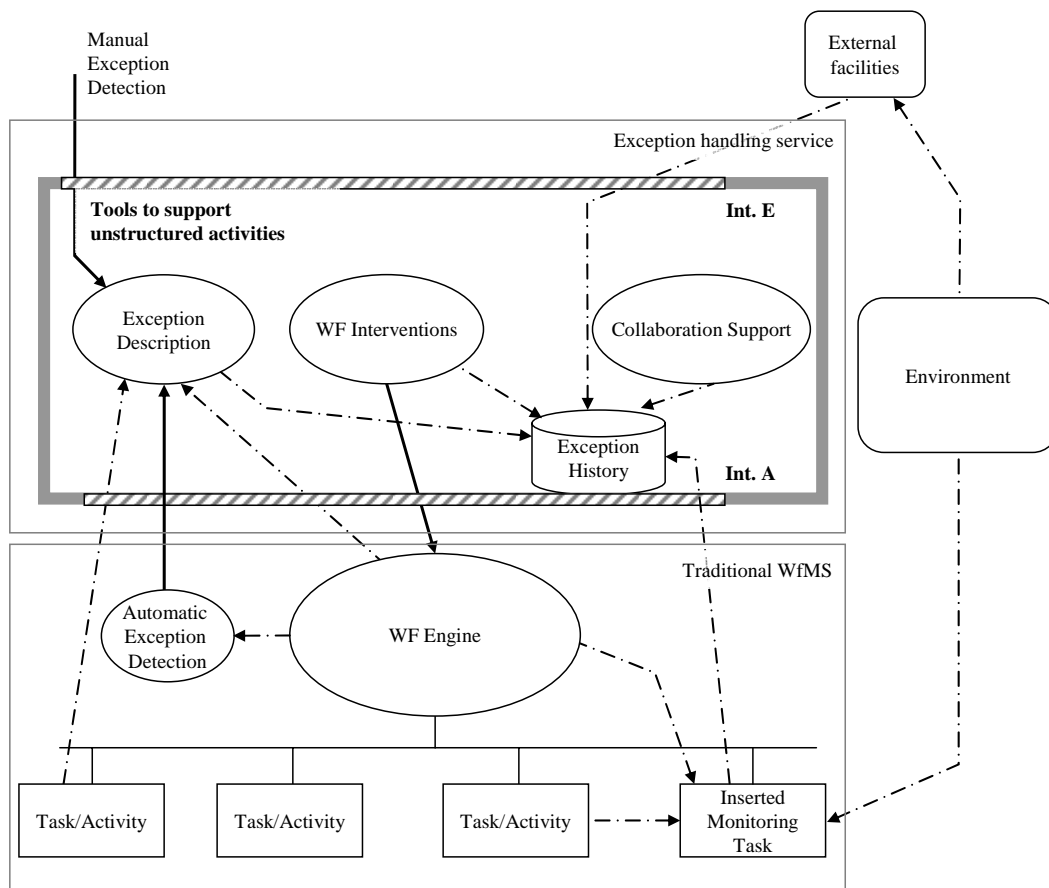 Manual
Exception
Detection
External
facilities
Exception handling service
Tools to support
unstructured activities
Int. E
Exception
Description
WF Interventions
Collaboration Support
Environment
Exception
History
Int. A
Traditional WfMS
Automatic
Exception
Detection
WF Engine
Task/Activity
Task/Activity
Task/Activity
Inserted
Monitoring
Task